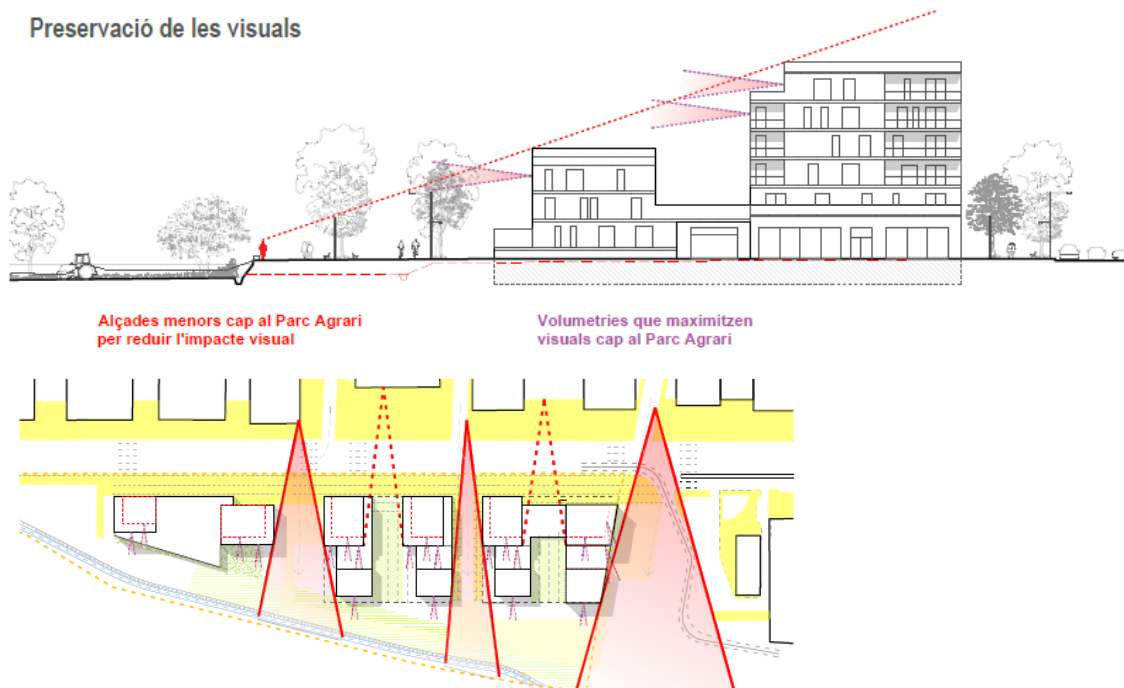 Preservació de les visuals
Alçades menors cap al Parc Agrari
per reduir l'impacte visual
Volumetries que maximitzen
visuals cap al Parc Agrari